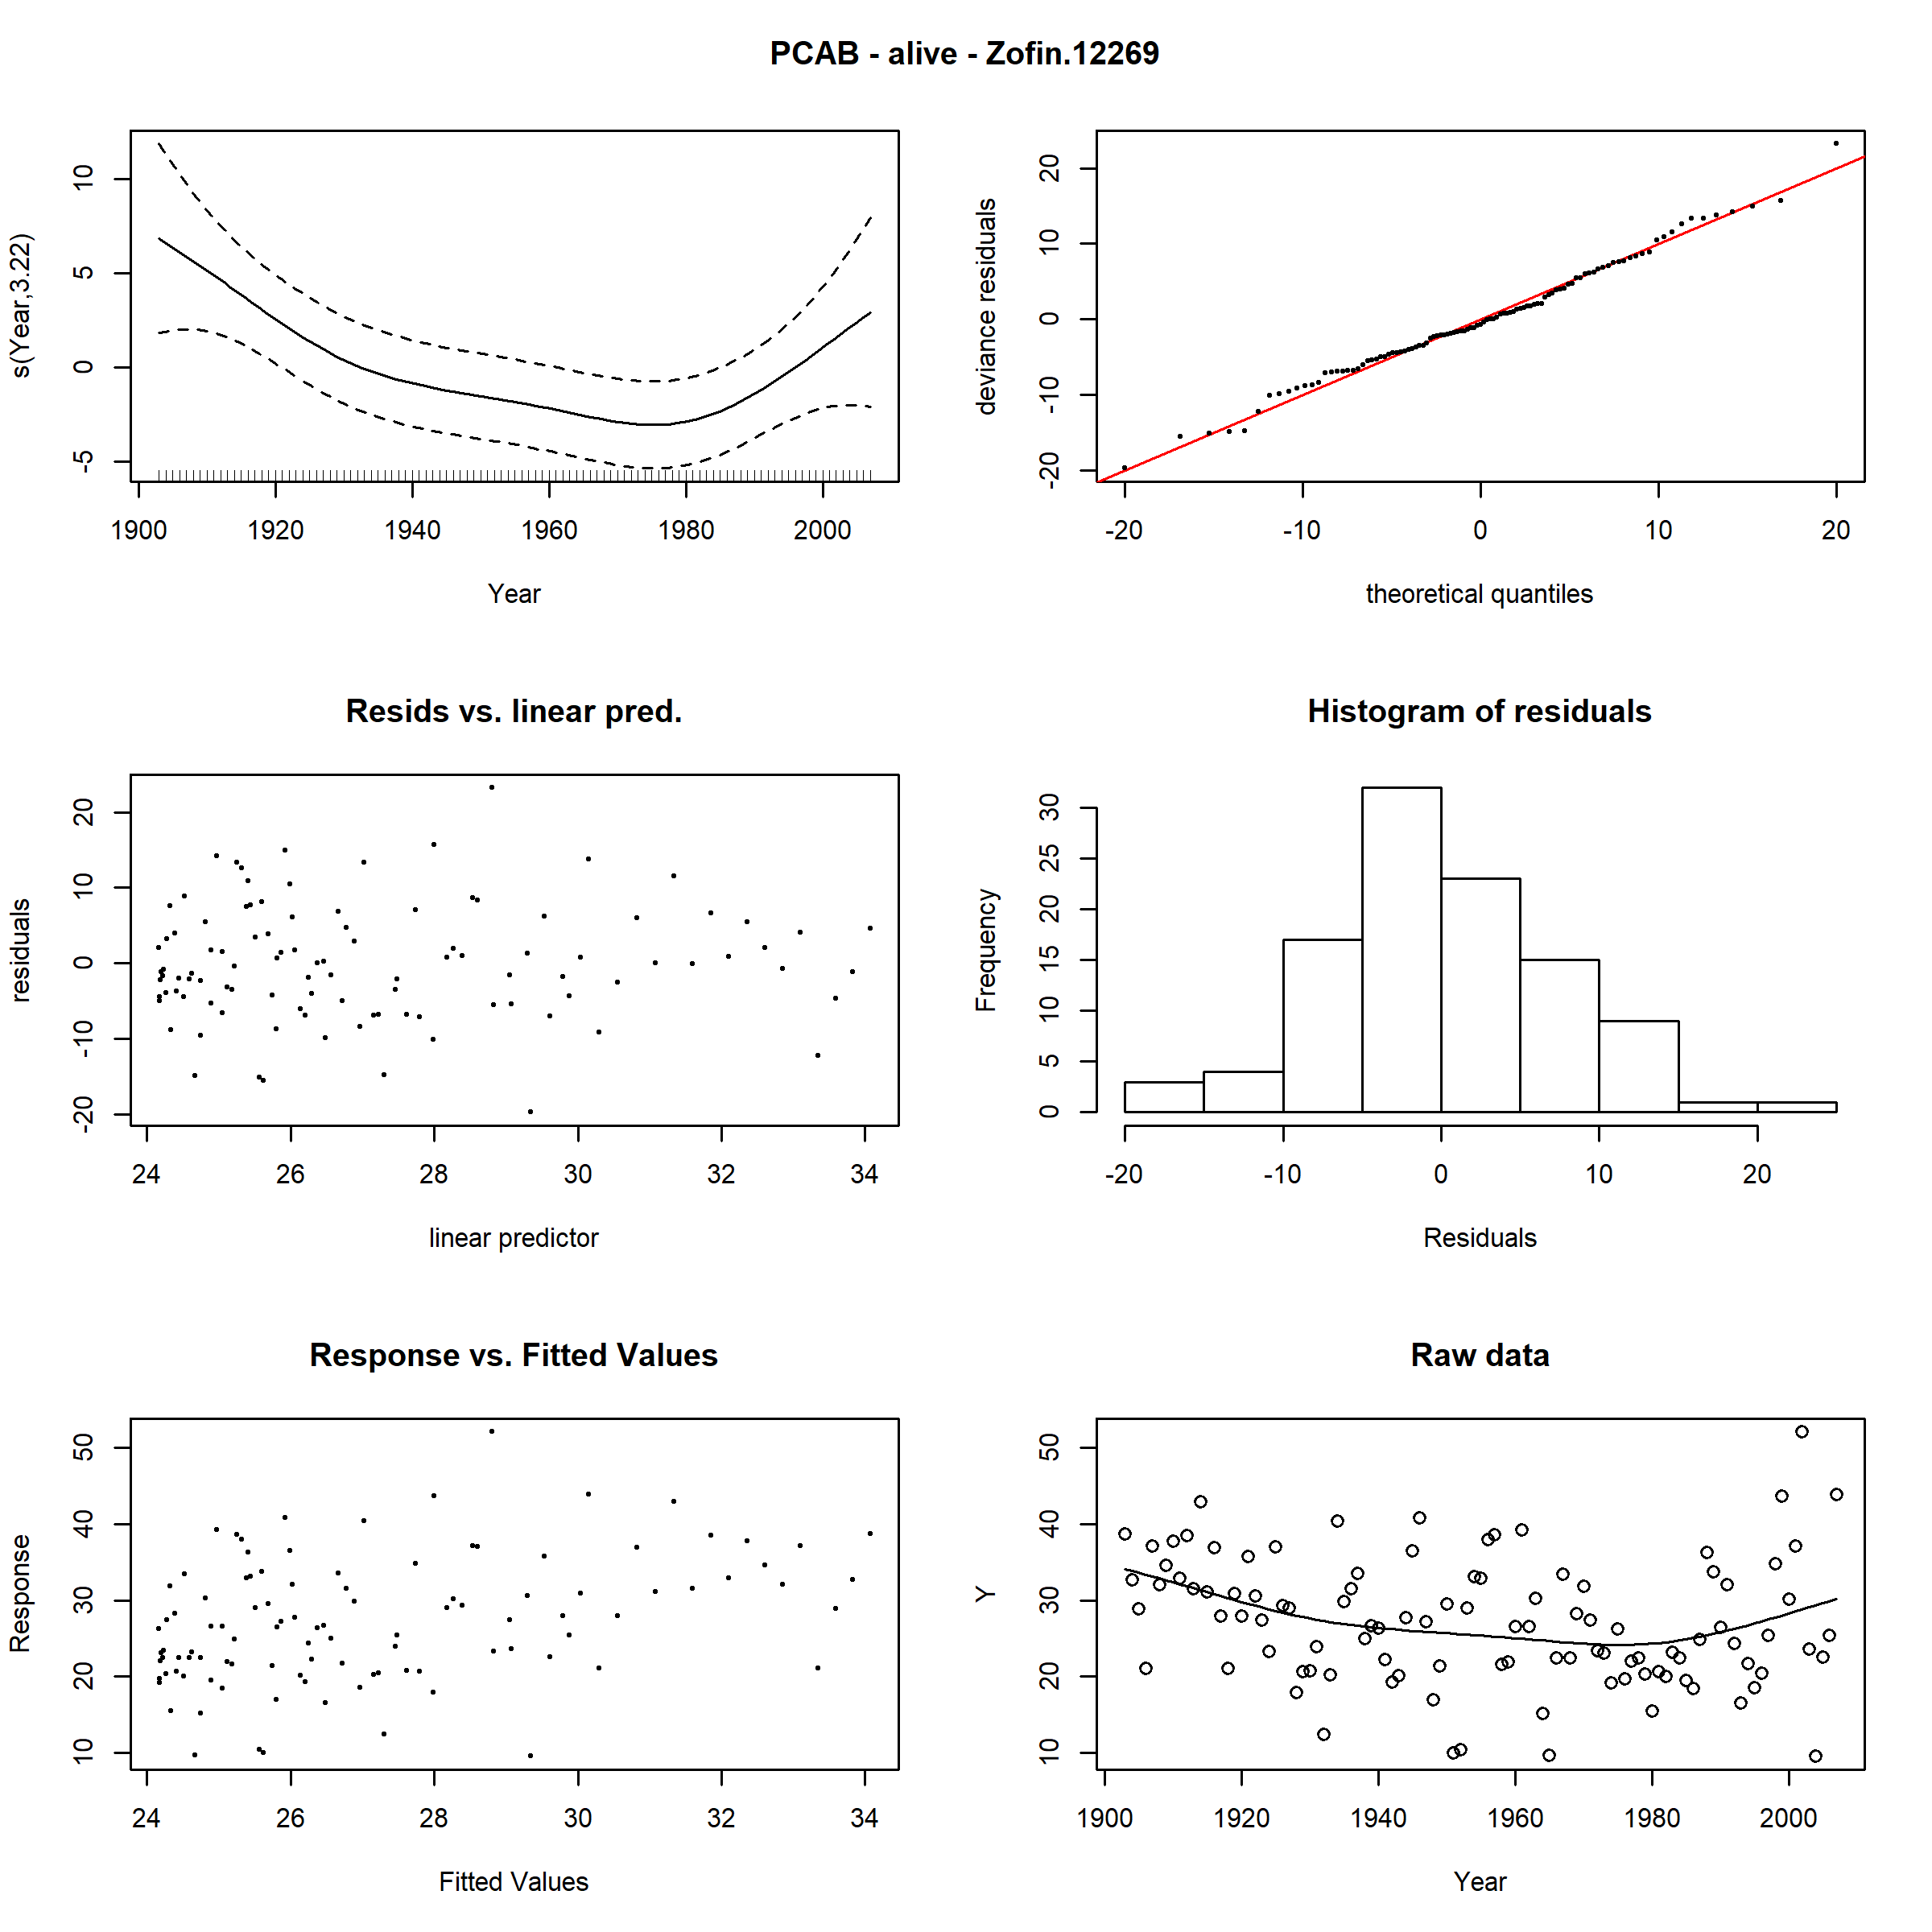 PCAB - alive - Zofin.12269
s(Year,3.22)
-5 0 5 10
1900 1920 1940 1960 1980 2000
Year
deviance residuals
-20 -10 0 10 20
-20 -10 0 10 20
theoretical quantiles
Resids vs. linear pred.
residuals
-20 -10 0 10 20
24 26 28 30 32 34
linear predictor
Histogram of residuals
Frequency
0 5 10 15 20 25 30
-20 -10 0 10 20
Residuals
Response vs. Fitted Values
Response
10 20 30 40 50
24 26 28 30 32 34
Fitted Values
Raw data
Y
10 20 30 40 50
1900 1920 1940 1960 1980 2000
Year